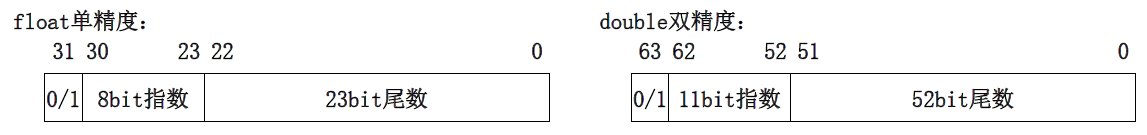 float单精度：
31 30 23 22 0
0/1 8bit指数 23bit尾数
double双精度：
63 62 52 51 0
0/1 11bit指数 52bit尾数